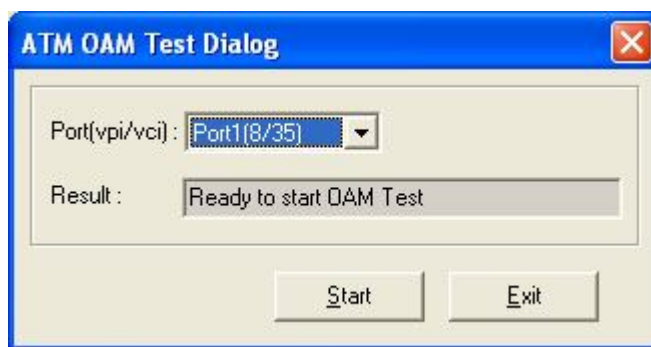 ATM OAM Test Dialog
Port(vpi/vci) : Port1(8/35)
Result : Ready to start OAM Test
Start Exit